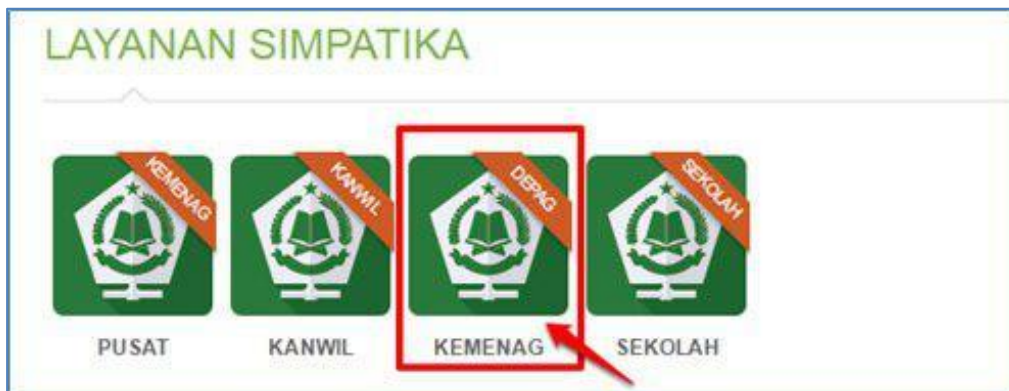 LAYANAN SIMPATIKA
KEMENAG
KANWIL
DEPAG
SEKOLAH
PUSAT
KANWIL
KEMENAG
SEKOLAH